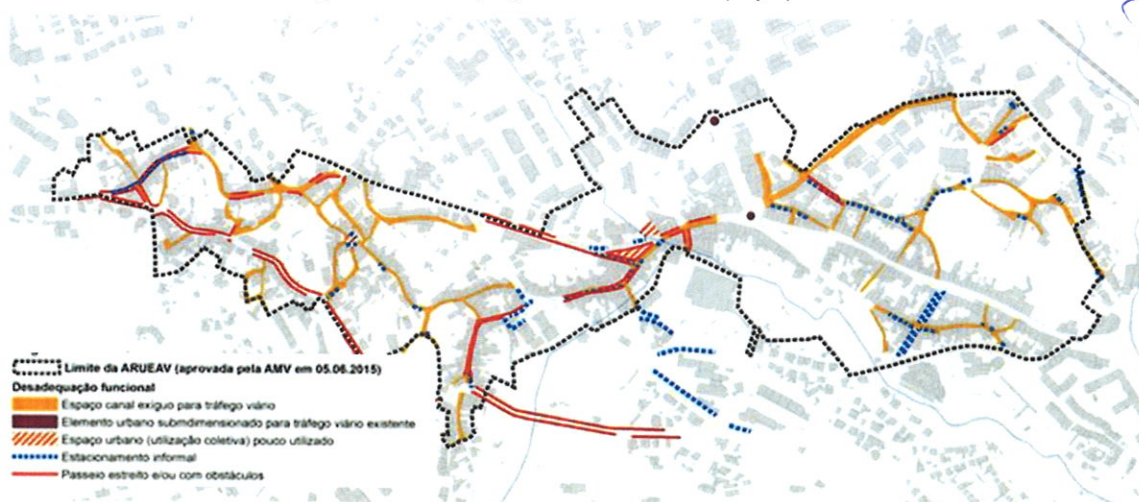 Limite da ARUEAV (aprovada pela AMV em 05.06.2015)
Desadequação funcional
Espaço canal exíguo para tráfego viário
Elemento urbano submdimensionado para tráfego viário existente
Espaço urbano (utilização coletiva) pouco utilizado
Estacionamento informal
Passeio estreito e/ou com obstáculos